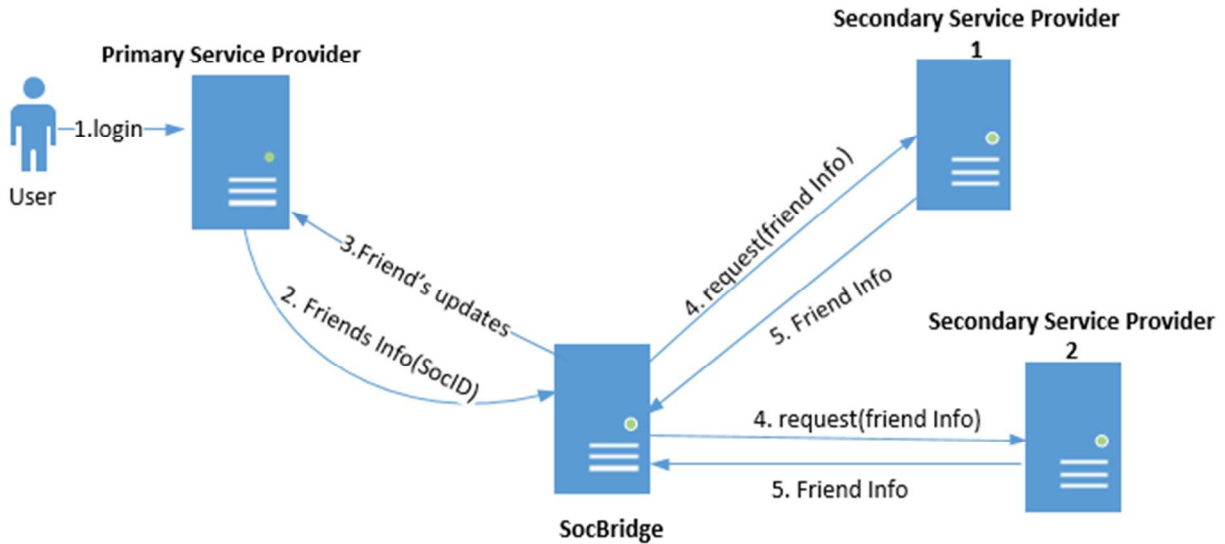 Primary Service Provider
1.login
User
Secondary Service Provider
1
3.Friend's updates
2. Friends Info(SocID)
4. request(friend Info)
5. Friend Info
Secondary Service Provider
2
4. request(friend Info)
5. Friend Info
SocBridge